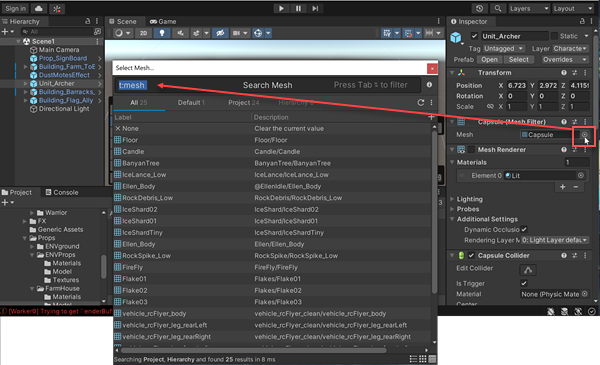 Sign in
Layers
Layout
Hierarchy
All
Scene1
Main Camera
Prop_SignBoard
Building_Farm_ToE
DustMotesEffect
Unit_Archer
Building_Barracks,
Building_Flag_Ally
Directional Light
Project
Console
Warrior
FX
Generic Assets
Props
ENVground
ENVProps
Materials
Model
Textures
FarmHouse
Materials
Model
[Worker0] Trying to get
Scene
Game
2D
Select Mesh...
t:mesh
Search Mesh
Press Tab to filter
All 25
Default 1
Project 24
Hierarchy 0
Label
Description
None
Clear the current value
Floor
Floor/Floor
Candle
Candle/Candle
BanyanTree
BanyanTree/BanyanTree
IceLance_Low
IceLance/IceLance_Low
Ellen_Body
@EllenIdle/Ellen_Body
RockDebris_Low
RockDebris/RockDebris_Low
IceShard02
IceShard/IceShard02
IceShard01
IceShard/IceShard01
IceShardTiny
IceShard/IceShardTiny
Ellen_Body
Ellen/Ellen_Body
RockSpike_Low
RockSpike/RockSpike_Low
FireFly
FireFly/FireFly
Flake01
Flake02/Flake01
Flake02
Flake02/Flake02
Flake03
Flake02/Flake03
vehicle_rcFlyer_body
vehicle_rcFlyer_clean/vehicle_rcFlyer_body
vehicle_rcFlyer_leg_rearLeft
vehicle_rcFlyer_clean/vehicle_rcFlyer_leg_rearLeft
vehicle_rcFlyer_leg_rearRight
vehicle_rcFlyer_clean/vehicle_rcFlyer_leg_rearRight
Searching Project, Hierarchy and found 25 results in 8 ms
Inspector
Unit_Archer
Static
Tag Untagged Layer Characte
Prefab Open Select Overrides
Transform
Position X 6.723 Y 2.972 Z 4.115
Rotation X 0 Y 0 Z 0
Scale X 1 Y 1 Z 1
Capsule (Mesh Filter)
Mesh Capsule
Mesh Renderer
Materials 1
Element 0 Lit
Lighting
Probes
Additional Settings
Dynamic Occlusio
Rendering Layer M 0: Light Layer defau
Capsule Collider
Edit Collider
Is Trigger
Material None (Physic Mate
Center